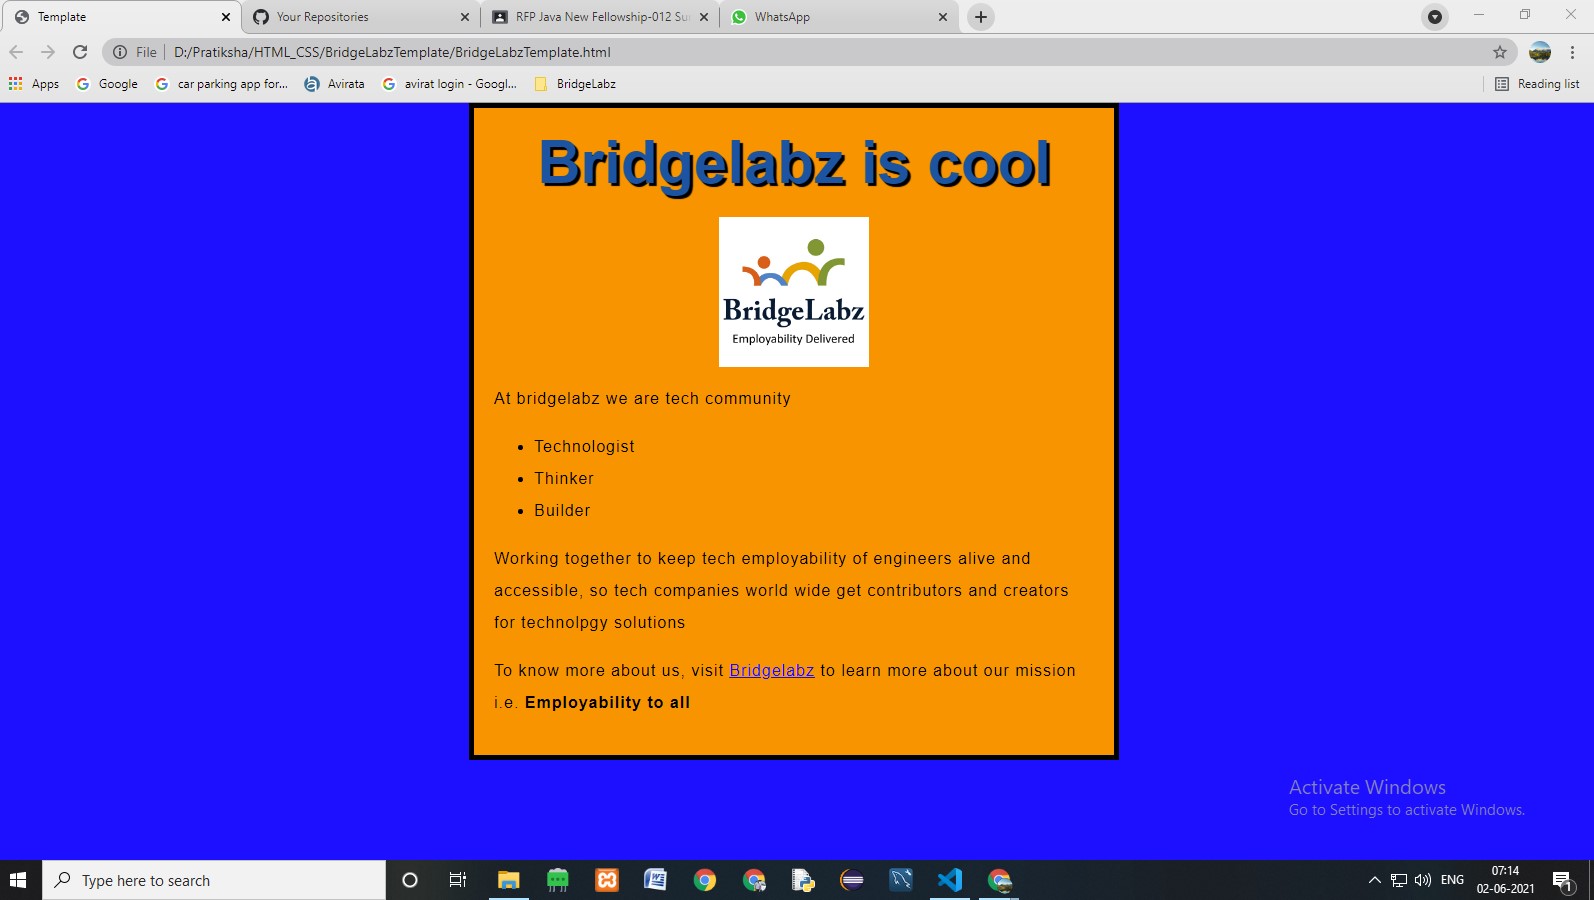 Template
Your Repositories
RFP Java New Fellowship-012 Su
WhatsApp
File
D:/Pratiksha/HTML_CSS/BridgeLabzTemplate/BridgeLabzTemplate.html
Apps
Google
car parking app for...
Avirata
avirat login - Googl...
BridgeLabz
Reading list
Bridgelabz is cool
BridgeLabz
Employability Delivered
At bridgelabz we are tech community
• Technologist
• Thinker
• Builder
Working together to keep tech employability of engineers alive and
accessible, so tech companies world wide get contributors and creators
for technolpgy solutions
To know more about us, visit Bridgelabz to learn more about our mission
i.e. Employability to all
Activate Windows
Go to Settings to activate Windows.
Type here to search
ENG
07:14
02-06-2021
1